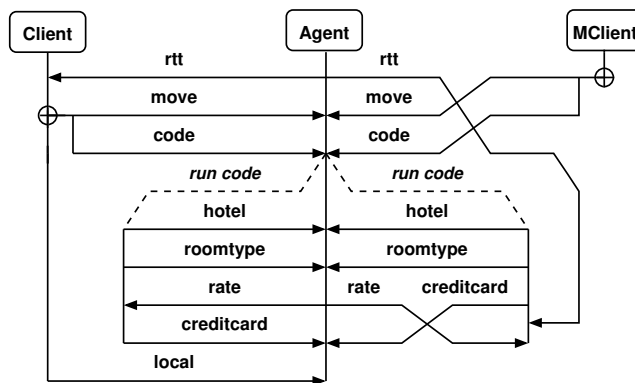 Client Agent MClient
rtt rtt
move move
code code
run code run code
hotel hotel
roomtype roomtype
rate rate creditcard
creditcard
local